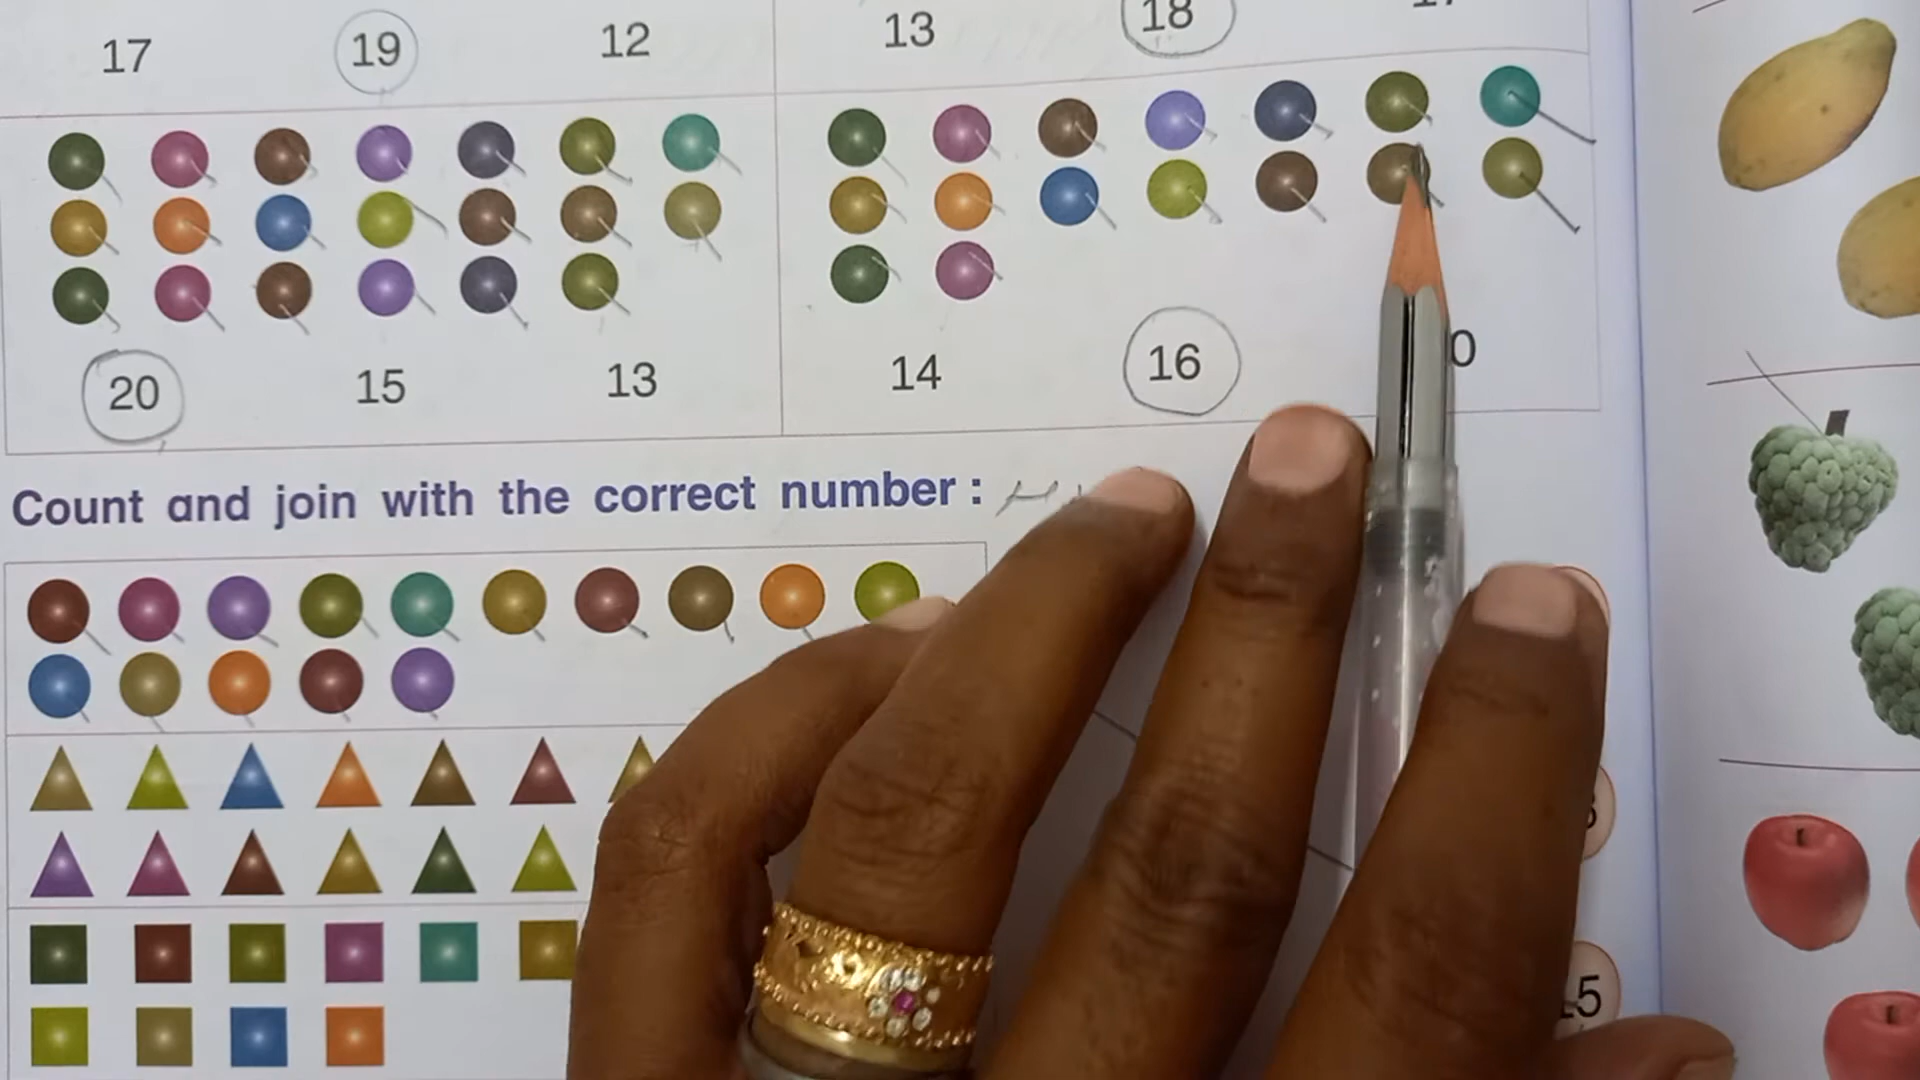 17 19 12 13 18
20 15 13 14 16
Count and join with the correct number :